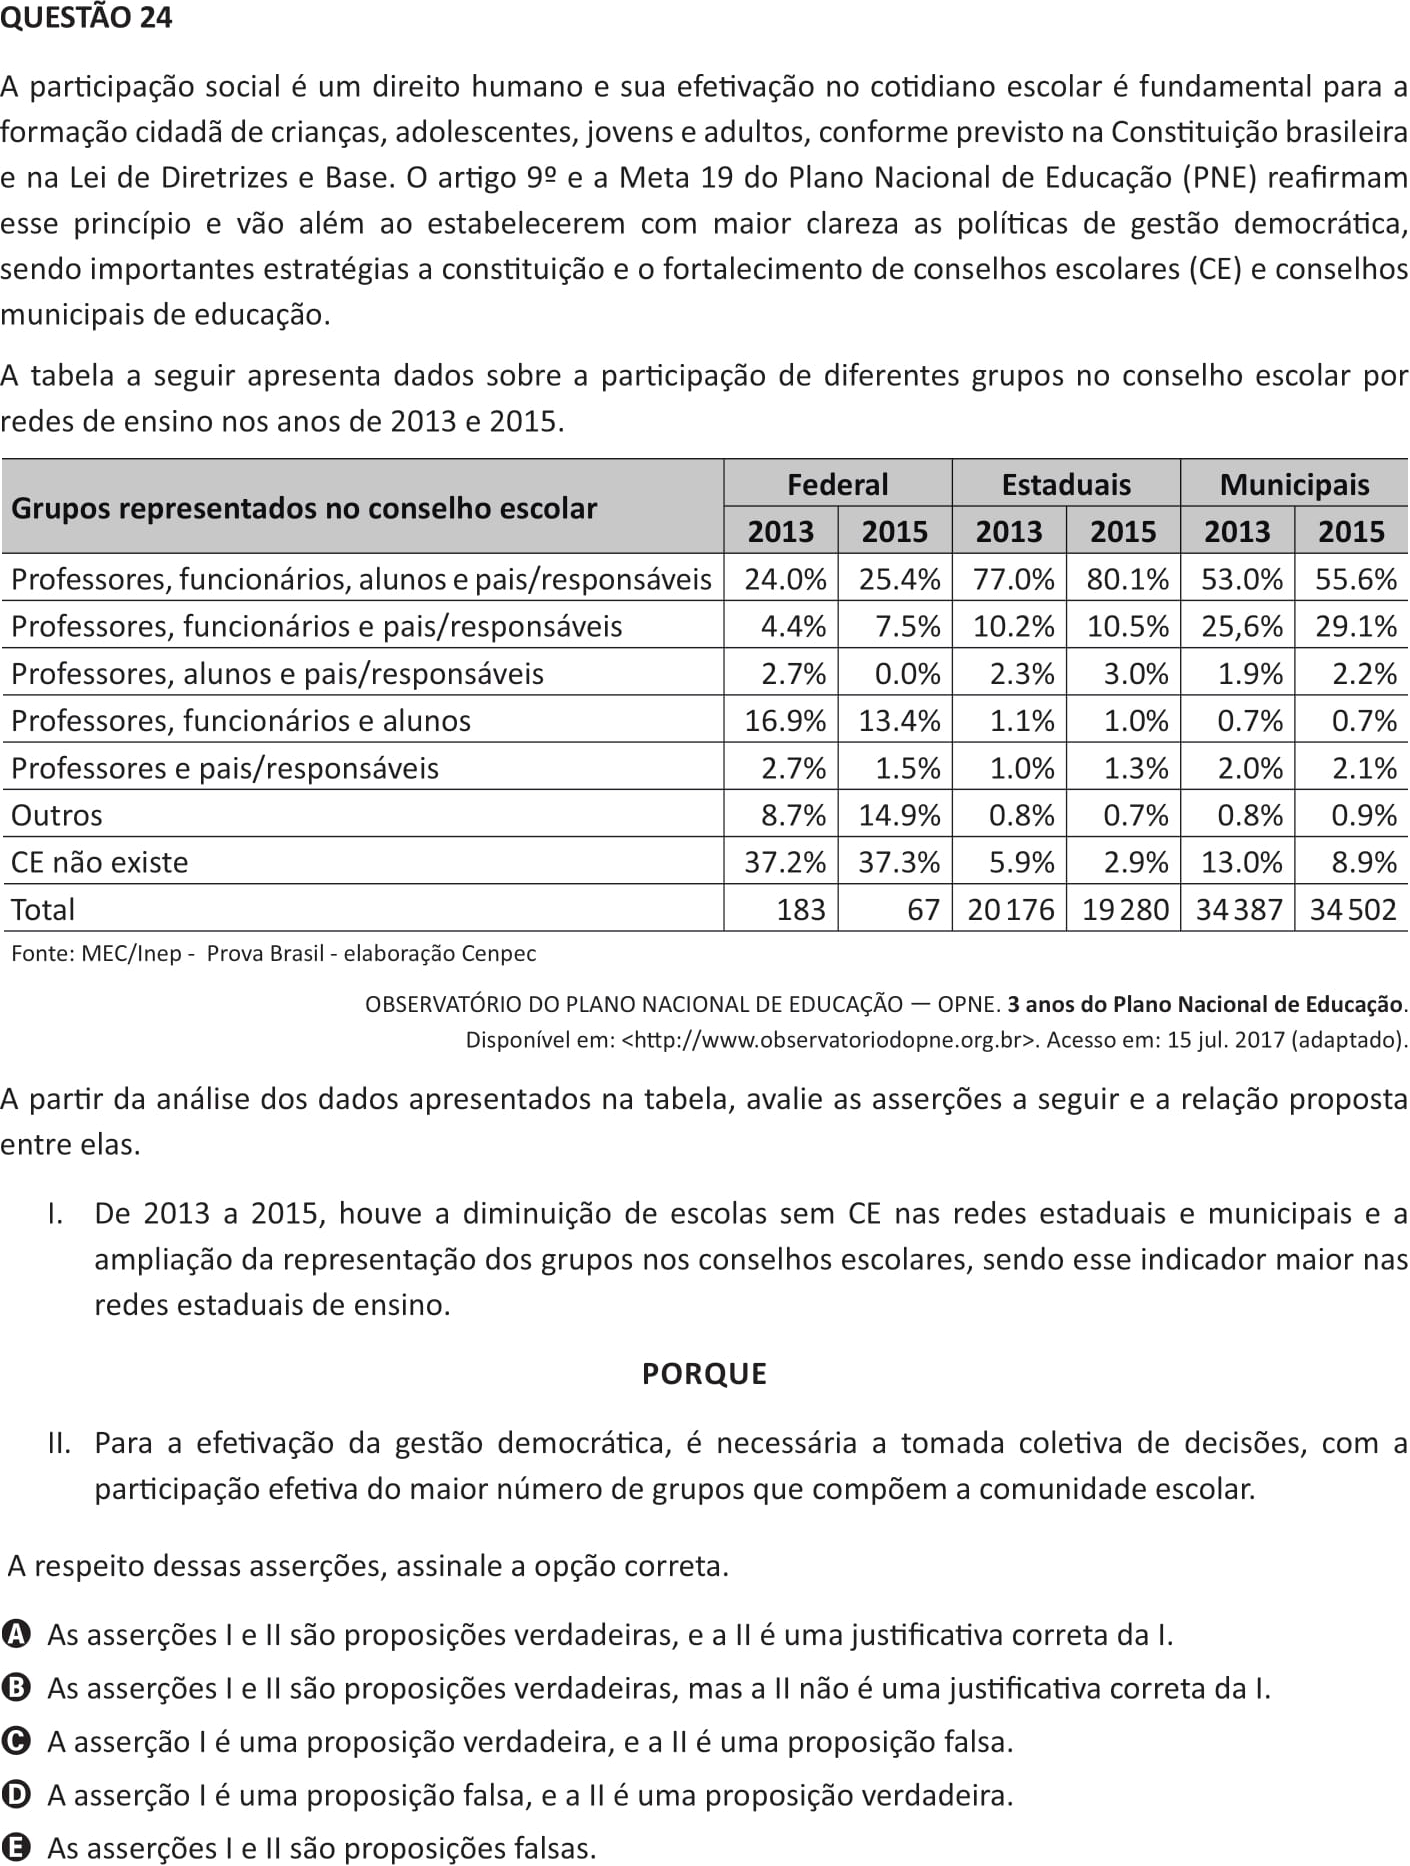 QUESTÃO 24
A participação social é um direito humano e sua efetivação no cotidiano escolar é fundamental para a
formação cidadã de crianças, adolescentes, jovens e adultos, conforme previsto na Constituição brasileira
e na Lei de Diretrizes e Base. O artigo 9º e a Meta 19 do Plano Nacional de Educação (PNE) reafirmam
esse princípio e vão além ao estabelecerem com maior clareza as políticas de gestão democrática,
sendo importantes estratégias a constituição e o fortalecimento de conselhos escolares (CE) e conselhos
municipais de educação.
A tabela a seguir apresenta dados sobre a participação de diferentes grupos no conselho escolar por
redes de ensino nos anos de 2013 e 2015.
Grupos representados no conselho escolar Federal Estaduais Municipais
2013 2015 2013 2015 2013 2015
Professores, funcionários, alunos e pais/responsáveis 24.0% 25.4% 77.0% 80.1% 53.0% 55.6%
Professores, funcionários e pais/responsáveis 4.4% 7.5% 10.2% 10.5% 25,6% 29.1%
Professores, alunos e pais/responsáveis 2.7% 0.0% 2.3% 3.0% 1.9% 2.2%
Professores, funcionários e alunos 16.9% 13.4% 1.1% 1.0% 0.7% 0.7%
Professores e pais/responsáveis 2.7% 1.5% 1.0% 1.3% 2.0% 2.1%
Outros 8.7% 14.9% 0.8% 0.7% 0.8% 0.9%
CE não existe 37.2% 37.3% 5.9% 2.9% 13.0% 8.9%
Total 183 67 20 176 19 280 34 387 34 502
Fonte: MEC/Inep - Prova Brasil - elaboração Cenpec
OBSERVATÓRIO DO PLANO NACIONAL DE EDUCAÇÃO — OPNE. 3 anos do Plano Nacional de Educação.
Disponível em: <http://www.observatoriodopne.org.br>. Acesso em: 15 jul. 2017 (adaptado).
A partir da análise dos dados apresentados na tabela, avalie as asserções a seguir e a relação proposta
entre elas.
I. De 2013 a 2015, houve a diminuição de escolas sem CE nas redes estaduais e municipais e a
ampliação da representação dos grupos nos conselhos escolares, sendo esse indicador maior nas
redes estaduais de ensino.
PORQUE
II. Para a efetivação da gestão democrática, é necessária a tomada coletiva de decisões, com a
participação efetiva do maior número de grupos que compõem a comunidade escolar.
A respeito dessas asserções, assinale a opção correta.
A As asserções I e II são proposições verdadeiras, e a II é uma justificativa correta da I.
B As asserções I e II são proposições verdadeiras, mas a II não é uma justificativa correta da I.
C A asserção I é uma proposição verdadeira, e a II é uma proposição falsa.
D A asserção I é uma proposição falsa, e a II é uma proposição verdadeira.
E As asserções I e II são proposições falsas.